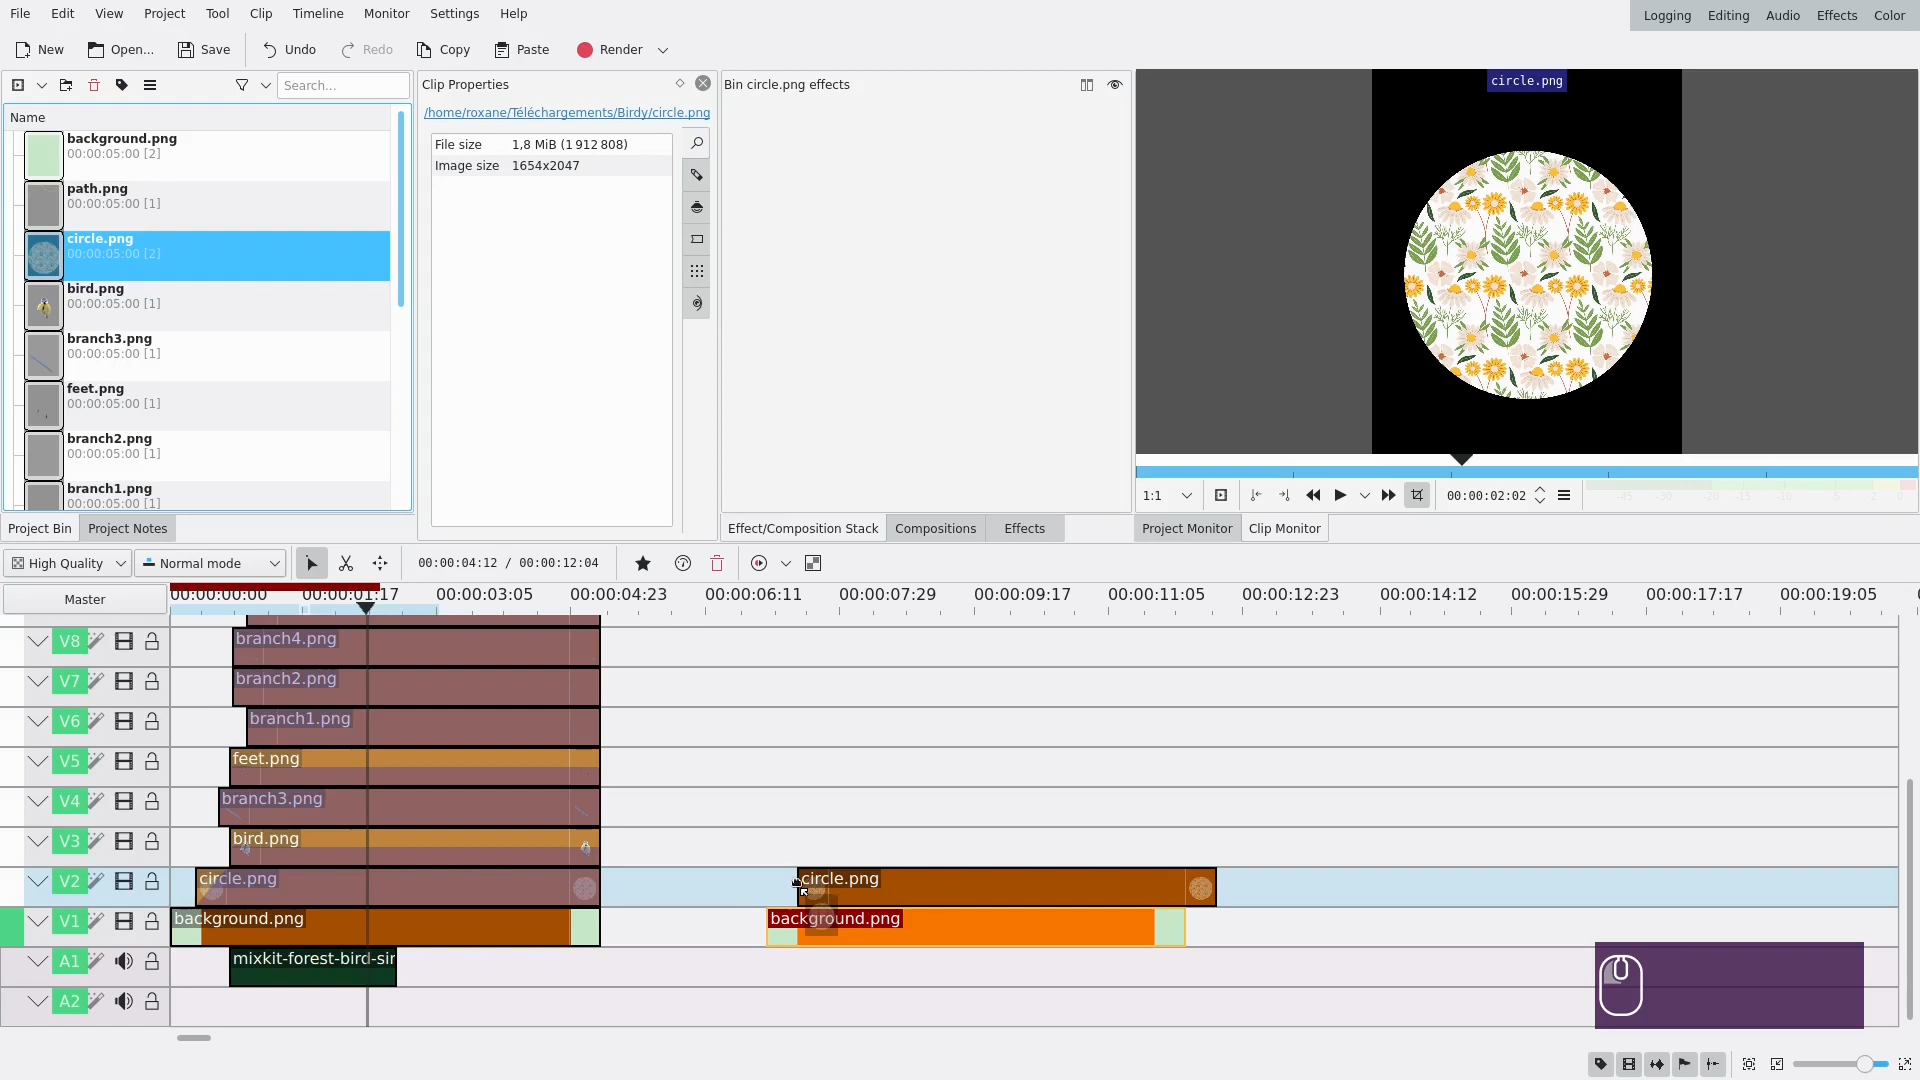 File Edit View Project Tool Clip Timeline Monitor Settings Help
Logging Editing Audio Effects Color
New Open... Save Undo Redo Copy Paste Render
Search...
Name
background.png
00:00:05:00 [2]
path.png
00:00:05:00 [1]
circle.png
00:00:05:00 [2]
bird.png
00:00:05:00 [1]
branch3.png
00:00:05:00 [1]
feet.png
00:00:05:00 [1]
branch2.png
00:00:05:00 [1]
branch1.png
00:00:05:00 [1]
Project Bin Project Notes
Clip Properties
/home/roxane/Téléchargements/Birdy/circle.png
File size 1,8 MiB (1 912 808)
Image size 1654x2047
Bin circle.png effects
Effect/Composition Stack Compositions Effects
circle.png
1:1 00:00:02:02
-45 -30 -20 -15 -10 -5 -2 0
Project Monitor Clip Monitor
High Quality Normal mode 00:00:04:12 / 00:00:12:04
Master
00:00:00:00 00:00:01:17 00:00:03:05 00:00:04:23 00:00:06:11 00:00:07:29 00:00:09:17 00:00:11:05 00:00:12:23 00:00:14:12 00:00:15:29 00:00:17:17 00:00:19:05
V8 branch4.png
V7 branch2.png
V6 branch1.png
V5 feet.png
V4 branch3.png
V3 bird.png
V2 circle.png circle.png
V1 background.png background.png
A1 mixkit-forest-bird-sin
A2